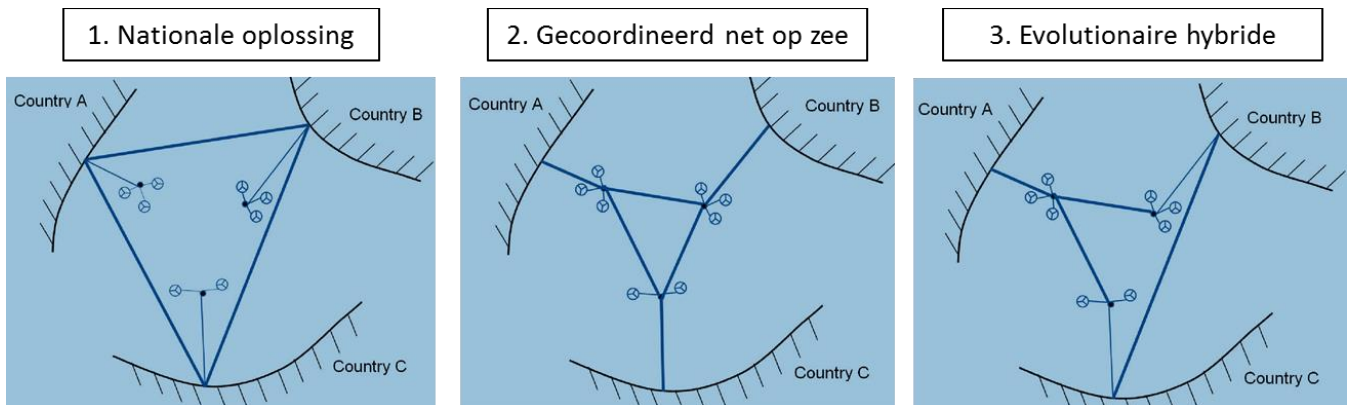 1. Nationale oplossing
2. Gecoordineerd net op zee
3. Evolutionaire hybride
Country A
Country B
Country C
Country A
Country B
Country C
Country A
Country B
Country C